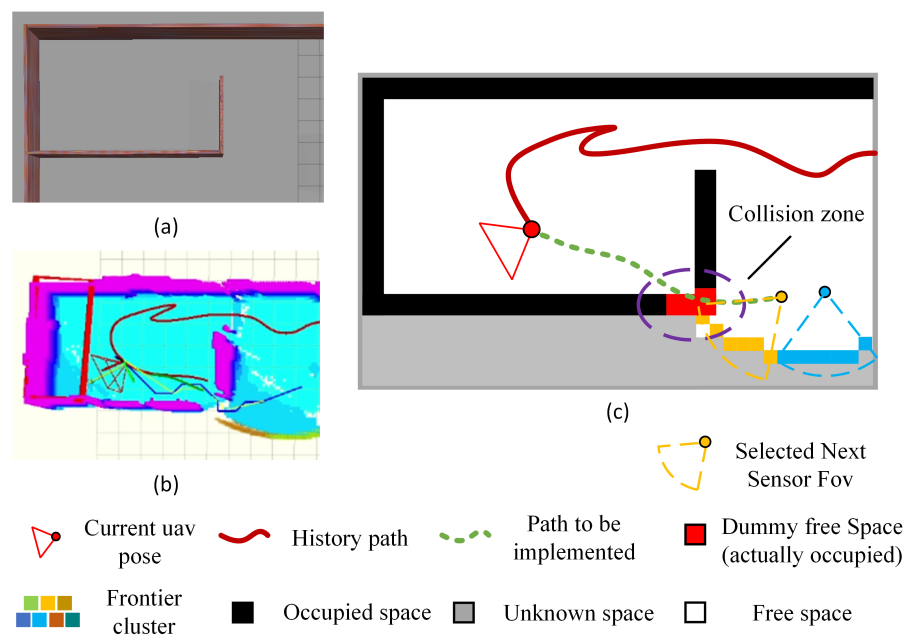 (a)
Collision zone
(b)
(c)
Selected Next
Sensor Fov
Current uav
pose
History path
Path to be
implemented
Dummy free Space
(actually occupied)
Frontier
cluster
Occupied space
Unknown space
Free space